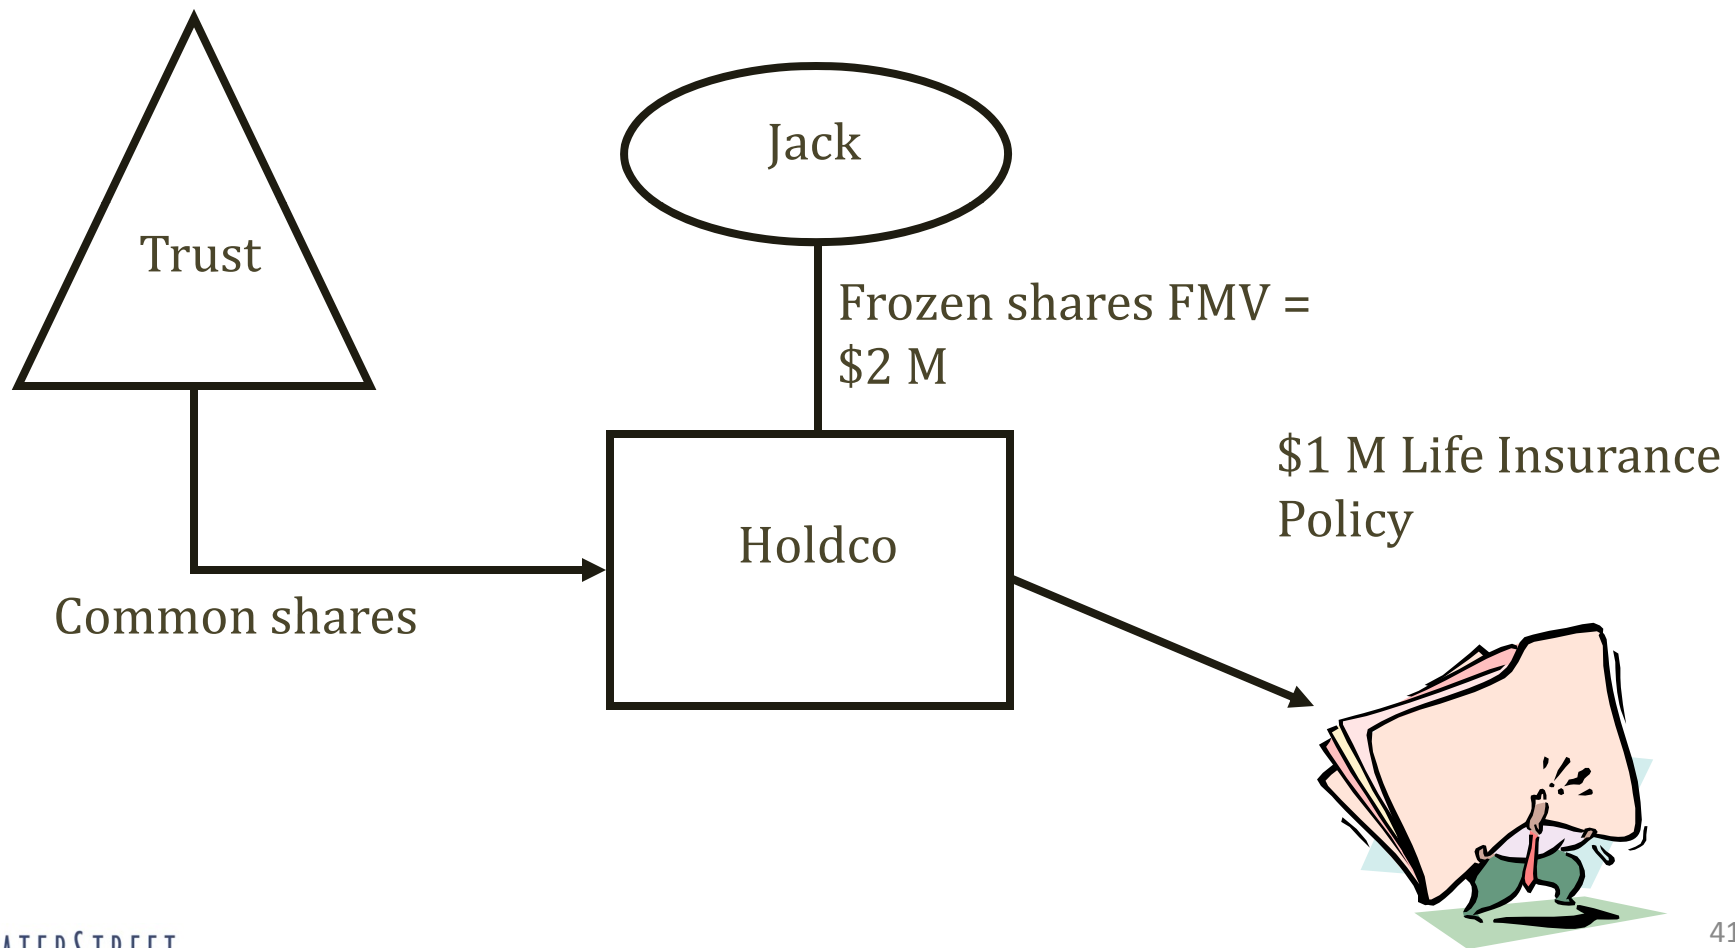 Jack
Trust
Frozen shares FMV =
$2 M
$1 M Life Insurance
Policy
Holdco
Common shares
41